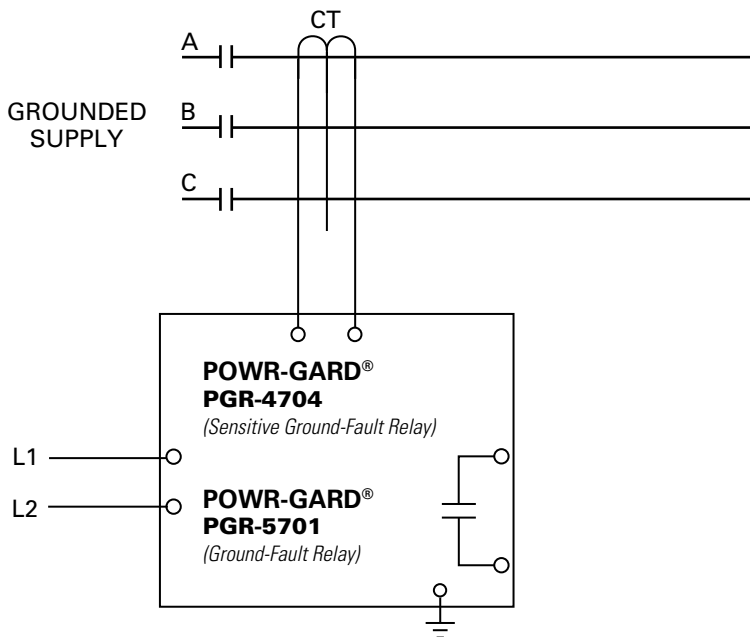 CT
A
GROUNDED
SUPPLY
B
C
POWR-GARD®
PGR-4704
(Sensitive Ground-Fault Relay)
L1
L2
POWR-GARD®
PGR-5701
(Ground-Fault Relay)